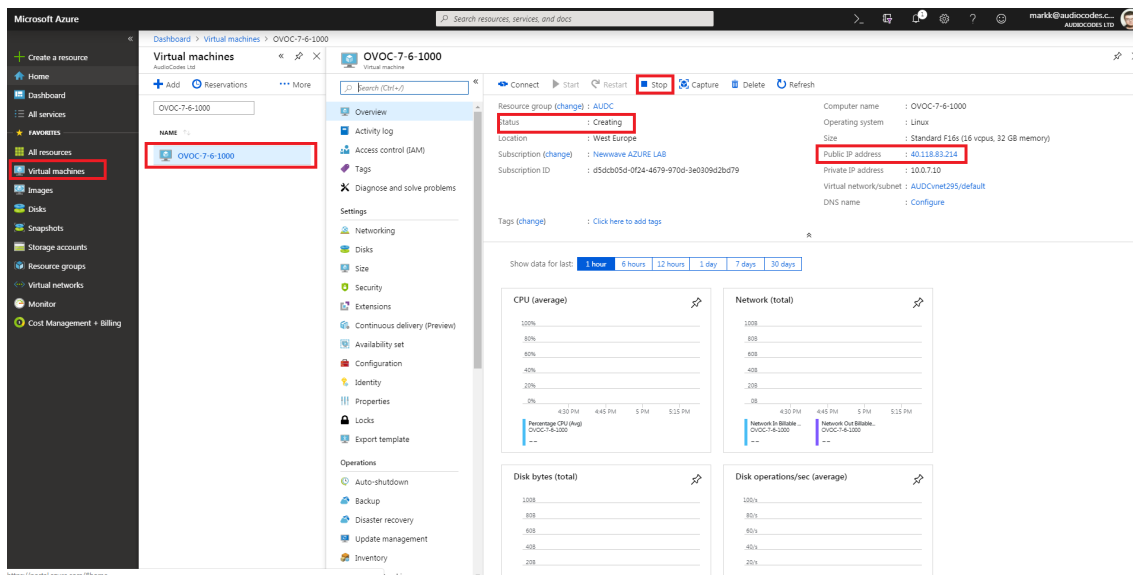 Microsoft Azure
Search resources, services, and docs
markk@audiocodes.c...
AUDIOCODES LTD
Create a resource
Home
Dashboard
All services
FAVORITES
All resources
Virtual machines
Images
Disks
Snapshots
Storage accounts
Resource groups
Virtual networks
Monitor
Cost Management + Billing
Dashboard > Virtual machines > OVOC-7-6-1000
Virtual machines
AudioCodes Ltd
Add Reservations ••• More
OVOC-7-6-1000
NAME
OVOC-7-6-1000
OVOC-7-6-1000
Virtual machine
Search (Ctrl+/)
Overview
Activity log
Access control (IAM)
Tags
Diagnose and solve problems
Settings
Networking
Disks
Size
Security
Extensions
Continuous delivery (Preview)
Availability set
Configuration
Identity
Properties
Locks
Export template
Operations
Auto-shutdown
Backup
Disaster recovery
Update management
Inventory
Connect Start Restart Stop Capture Delete Refresh
Resource group (change) : AUDC
Status : Creating
Location : West Europe
Subscription (change) : Newwave AZURE LAB
Subscription ID : d5dcb05d-0f24-4679-970d-3e0309d2bd79
Tags (change) : Click here to add tags
Computer name : OVOC-7-6-1000
Operating system : Linux
Size : Standard F16s (16 vcpus, 32 GB memory)
Public IP address : 40.118.83.214
Private IP address : 10.0.7.10
Virtual network/subnet : AUDCvnet295/default
DNS name : Configure
Show data for last: 1 hour 6 hours 12 hours 1 day 7 days 30 days
CPU (average)
100%
80%
60%
40%
20%
0%
4:30 PM 4:45 PM 5 PM 5:15 PM
Percentage CPU (Avg)
OVOC-7-6-1000
--
Network (total)
100B
80B
60B
40B
20B
0B
4:30 PM 4:45 PM 5 PM 5:15 PM
Network In Billable ...
OVOC-7-6-1000
--
Network Out Billable...
OVOC-7-6-1000
--
Disk bytes (total)
100B
80B
60B
40B
20B
Disk operations/sec (average)
100/s
80/s
60/s
40/s
20/s